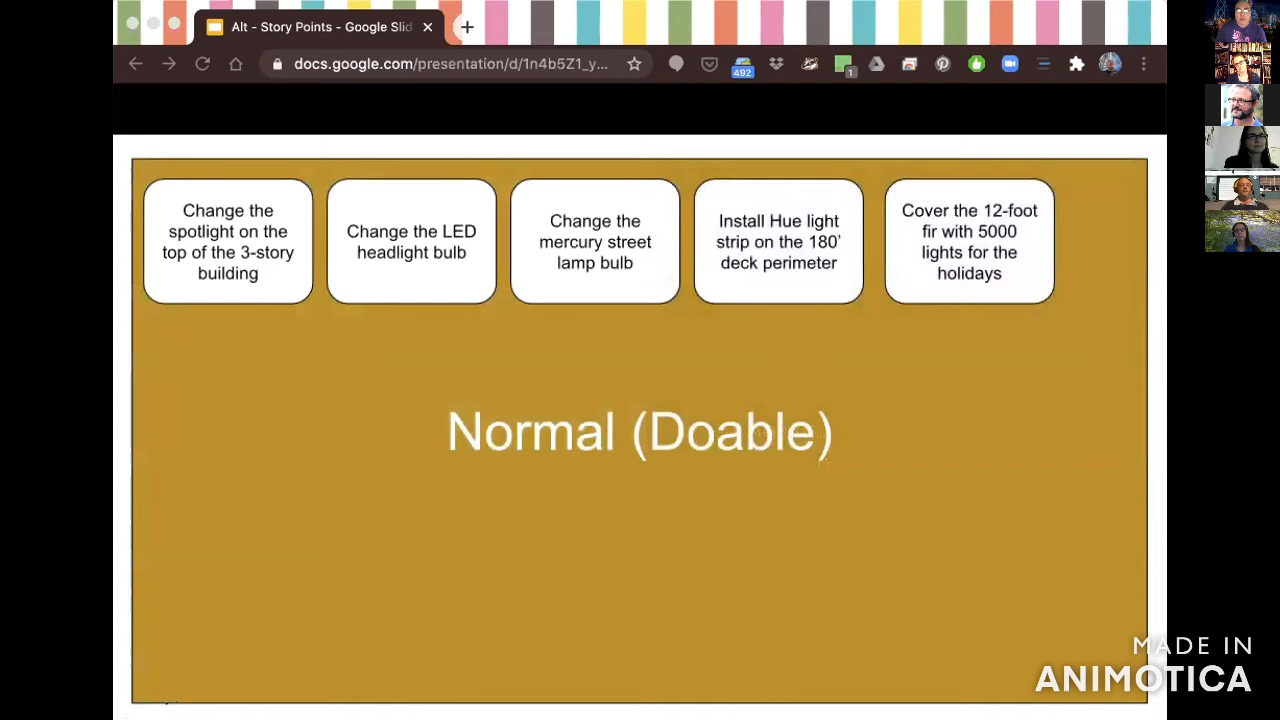 Alt - Story Points - Google Slid
docs.google.com/presentation/d/1n4b5Z1_y...
492
1
Change the
spotlight on the
top of the 3-story
building
Change the LED
headlight bulb
Change the
mercury street
lamp bulb
Install Hue light
strip on the 180'
deck perimeter
Cover the 12-foot
fir with 5000
lights for the
holidays
Normal (Doable)
MADE IN
ANIMOTICA